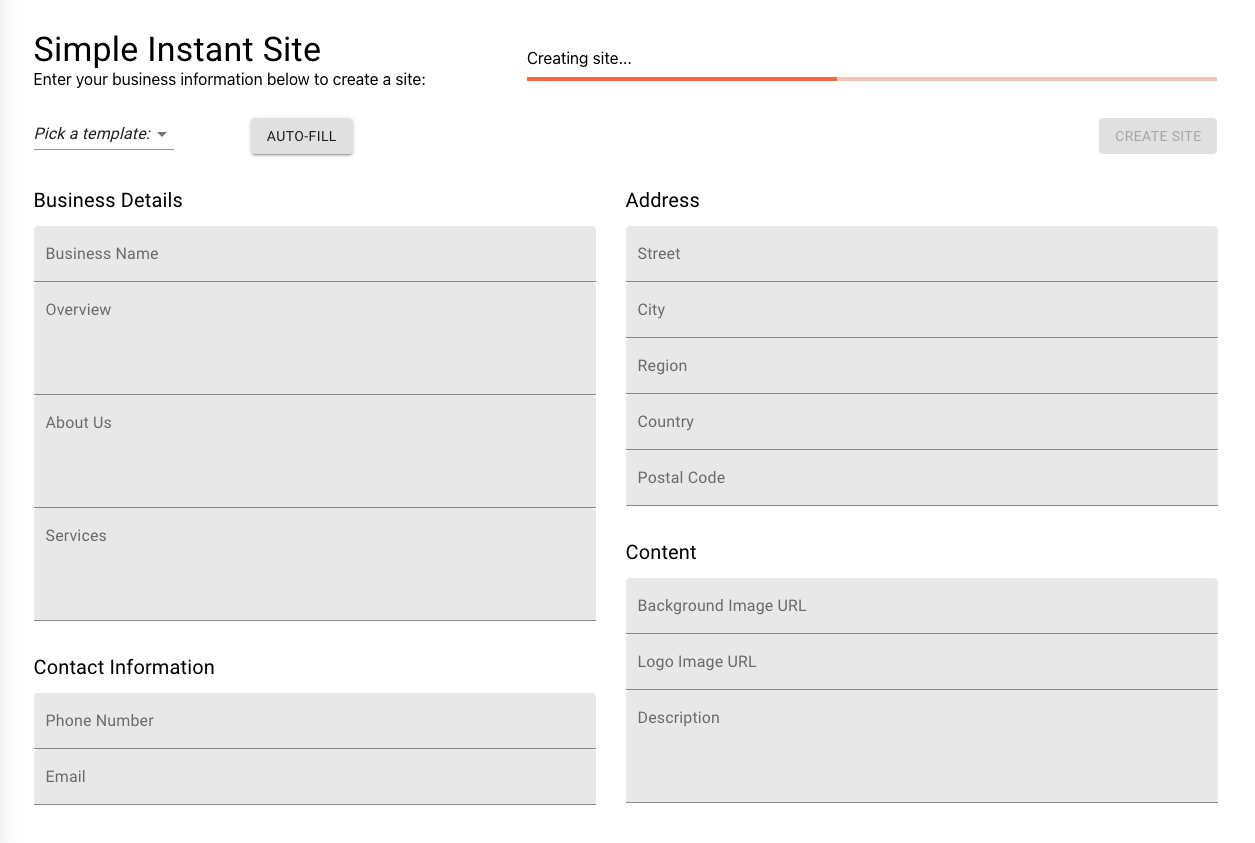 Simple Instant Site
Enter your business information below to create a site:
Creating site...
Pick a template:
AUTO-FILL
CREATE SITE
Business Details
Business Name
Overview
About Us
Services
Contact Information
Phone Number
Email
Address
Street
City
Region
Country
Postal Code
Content
Background Image URL
Logo Image URL
Description